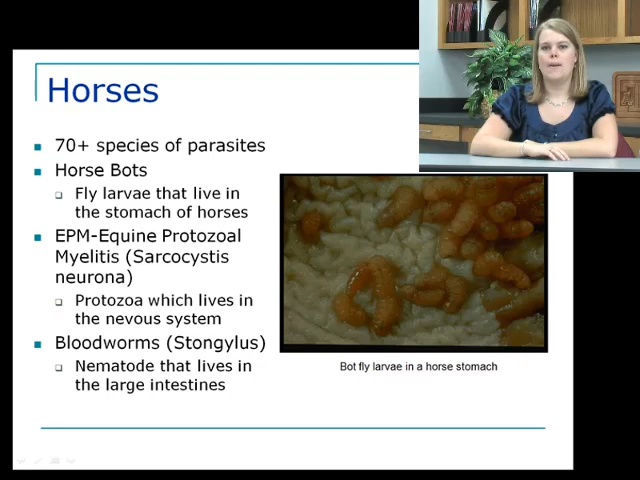 Horses
70+ species of parasites
Horse Bots
Fly larvae that live in
the stomach of horses
EPM-Equine Protozoal
Myelitis (Sarcocystis
neurona)
Protozoa which lives in
the nevous system
Bloodworms (Stongylus)
Nematode that lives in
the large intestines
Bot fly larvae in a horse stomach